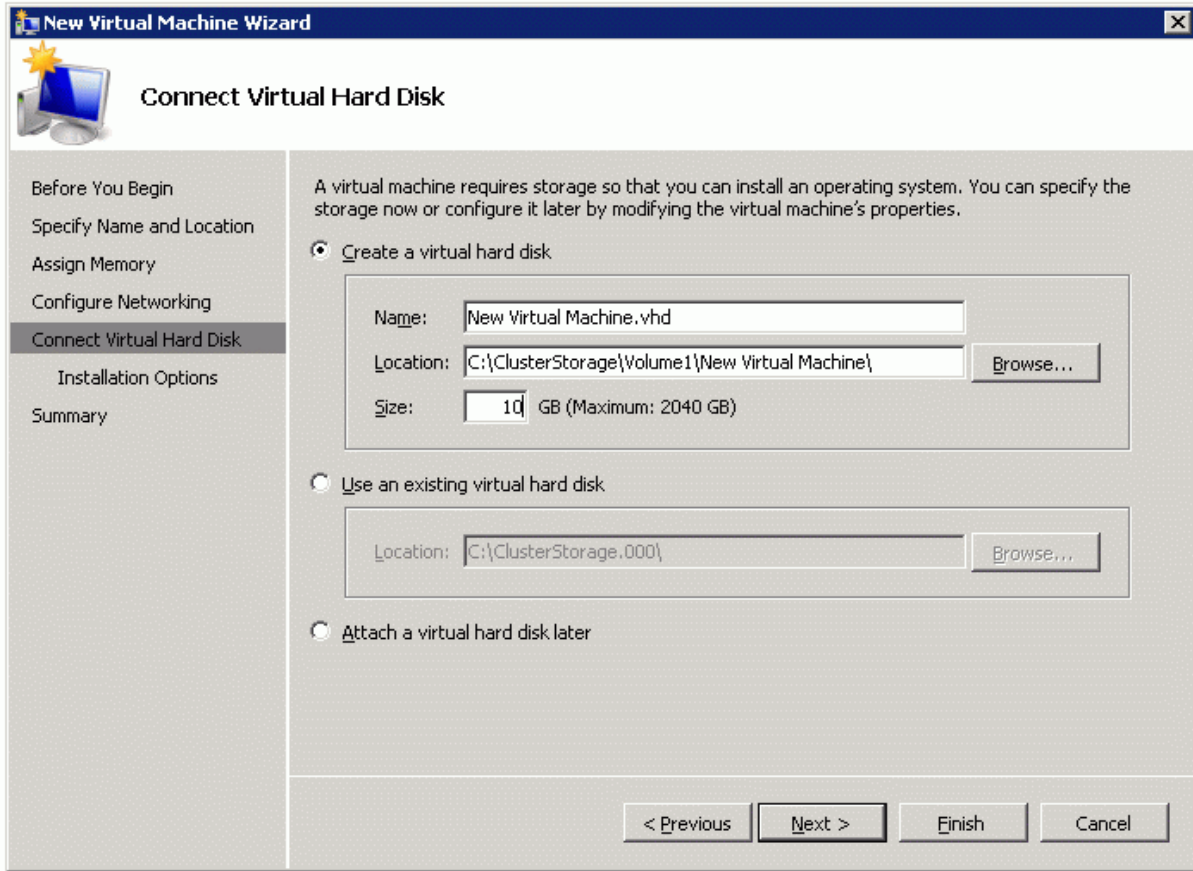 New Virtual Machine Wizard
Connect Virtual Hard Disk
Before You Begin
Specify Name and Location
Assign Memory
Configure Networking
Connect Virtual Hard Disk
Installation Options
Summary
A virtual machine requires storage so that you can install an operating system. You can specify the
storage now or configure it later by modifying the virtual machine's properties.
Create a virtual hard disk
Name: New Virtual Machine.vhd
Location: C:\ClusterStorage\Volume1\New Virtual Machine\ Browse...
Size: 10 GB (Maximum: 2040 GB)
Use an existing virtual hard disk
Location: C:\ClusterStorage.000\ Browse...
Attach a virtual hard disk later
< Previous Next > Finish Cancel